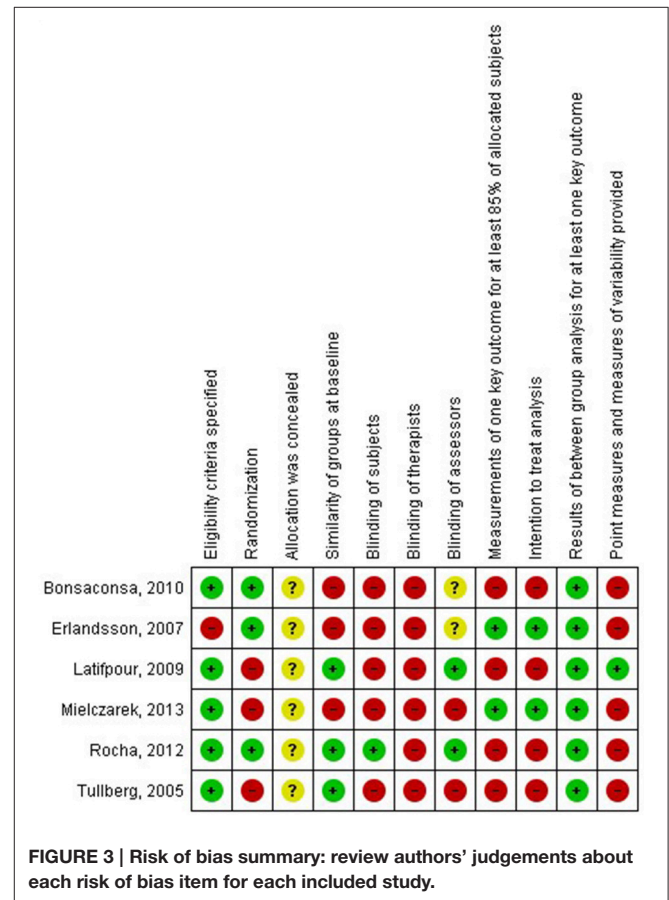 Eligibility criteria specified
Randomization
Allocation was concealed
Similarity of groups at baseline
Blinding of subjects
Blinding of therapists
Blinding of assessors
Measurements of one key outcome for at least 85% of allocated subjects
Intention to treat analysis
Results of between group analysis for at least one key outcome
Point measures and measures of variability provided
Bonsaconsa, 2010 + + ? - - - ? - - + -
Erlandsson, 2007 - + ? - - - ? + + + -
Latifpour, 2009 + - ? + - - + - - + +
Mielczarek, 2013 + - ? - - - - + + + -
Rocha, 2012 + + ? + + - + - - + -
Tullberg, 2005 + - ? + - - - - - + -
FIGURE 3 | Risk of bias summary: review authors' judgements about
each risk of bias item for each included study.